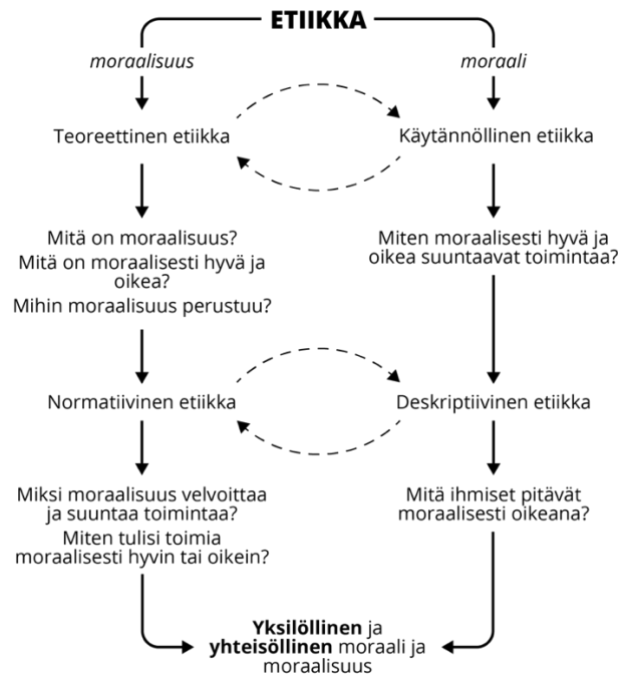 ETIIKKA
moraalisuus
moraali
Teoreettinen etiikka
Käytännöllinen etiikka
Mitä on moraalisuus?
Mitä on moraalisesti hyvä ja
oikea?
Mihin moraalisuus perustuu?
Miten moraalisesti hyvä ja
oikea suuntaavat toimintaa?
Normatiivinen etiikka
Deskriptiivinen etiikka
Miksi moraalisuus velvoittaa
ja suuntaa toimintaa?
Miten tulisi toimia
moraalisesti hyvin tai oikein?
Mitä ihmiset pitävät
moraalisesti oikeana?
Yksilöllinen ja
yhteisöllinen moraali ja
moraalisuus